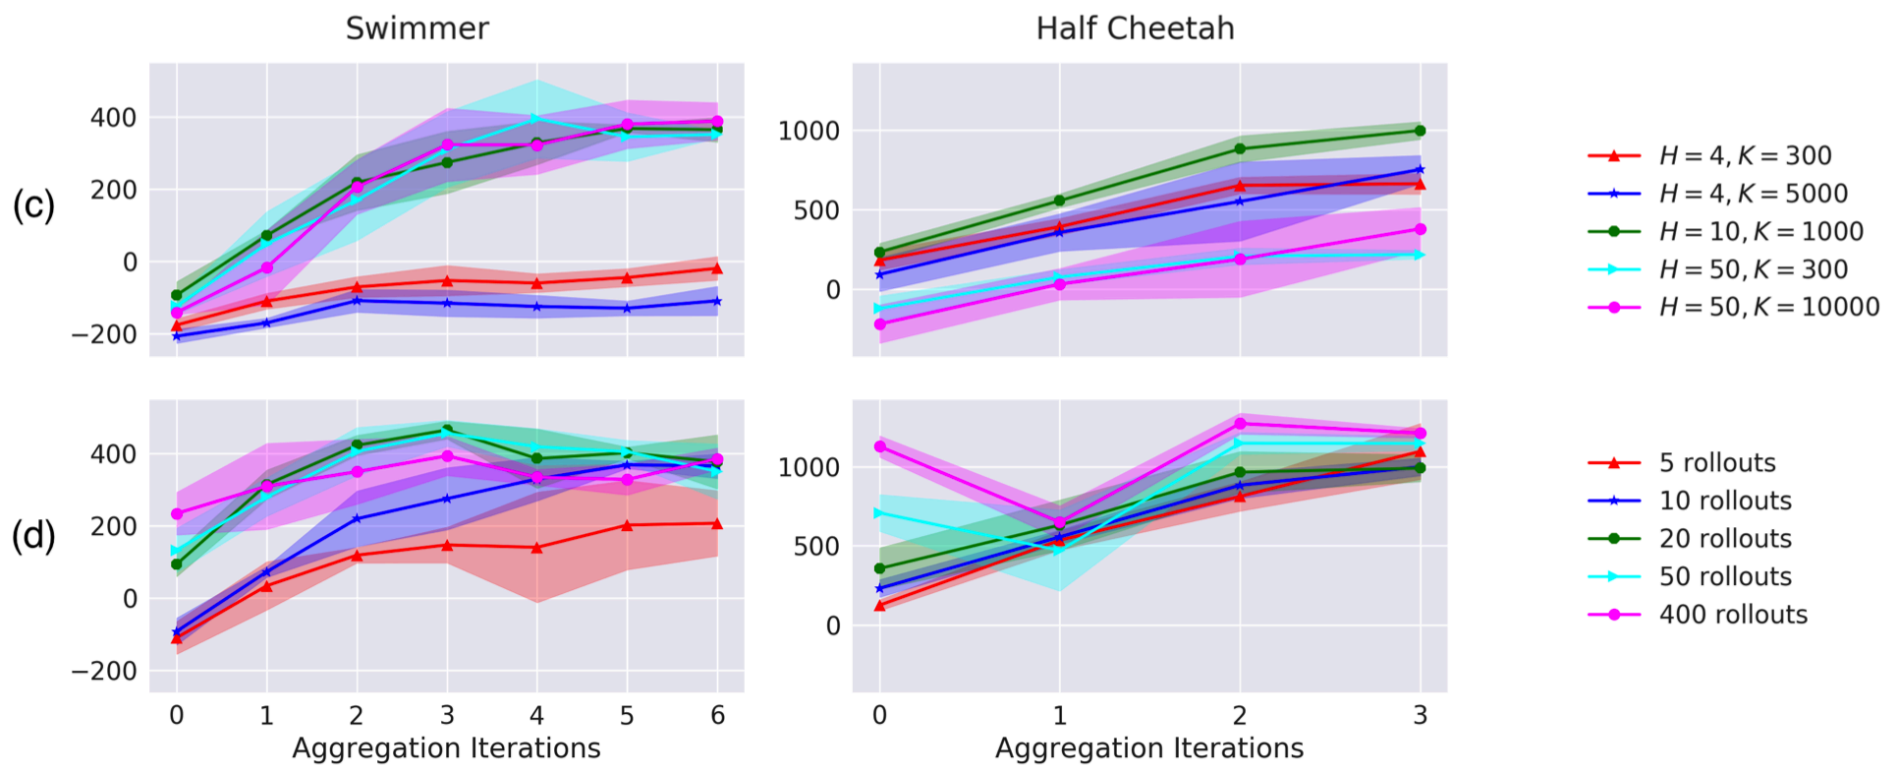 Swimmer
Half Cheetah
(c)
400
200
0
−200
1000
500
0
H = 4, K = 300
H = 4, K = 5000
H = 10, K = 1000
H = 50, K = 300
H = 50, K = 10000
(d)
400
200
0
−200
0 1 2 3 4 5 6
Aggregation Iterations
1000
500
0
0 1 2 3
Aggregation Iterations
5 rollouts
10 rollouts
20 rollouts
50 rollouts
400 rollouts